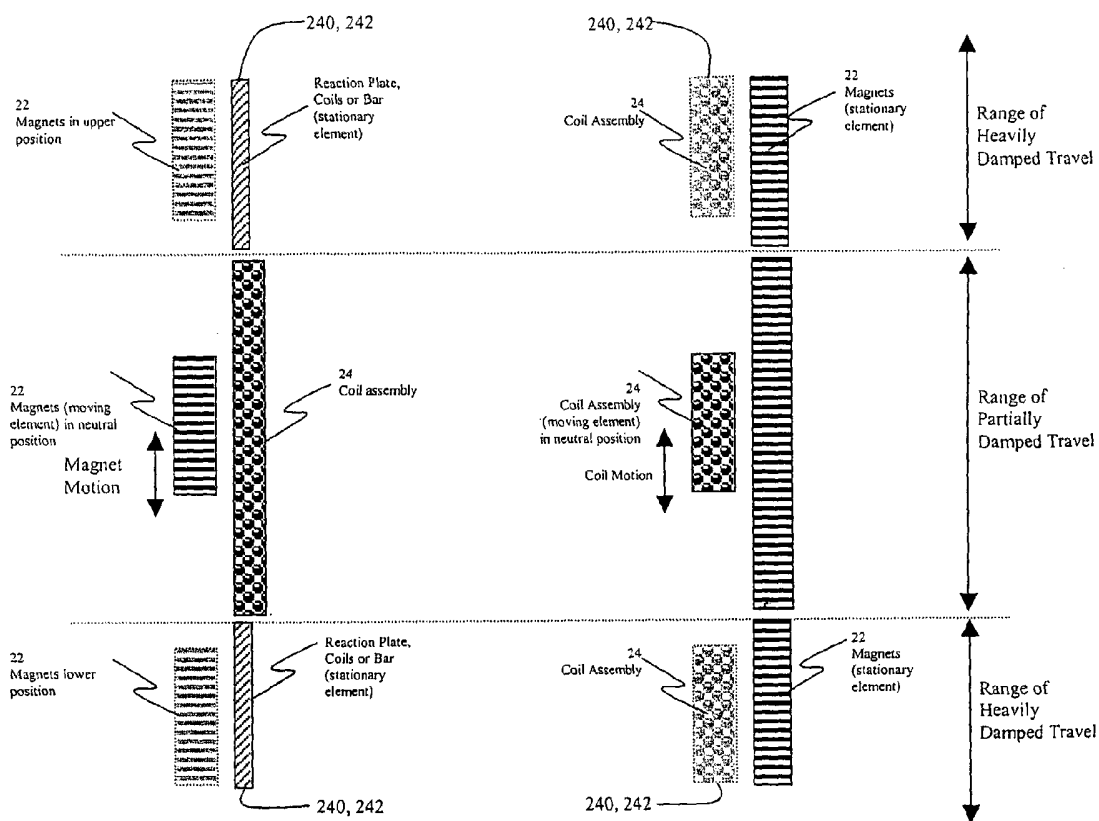 240, 242
240, 242
22
Magnets in upper
position
Reaction Plate,
Coils or Bar
(stationary
element)
24
Coil Assembly
22
Magnets
(stationary
element)
Range of
Heavily
Damped Travel
22
Magnets (moving
element) in neutral
position
Magnet
Motion
24
Coil assembly
24
Coil Assembly
(moving element)
in neutral position
Coil Motion
Range of
Partially
Damped Travel
22
Magnets lower
position
Reaction Plate,
Coils or Bar
(stationary
element)
24
Coil Assembly
22
Magnets
(stationary
element)
Range of
Heavily
Damped Travel
240, 242
240, 242